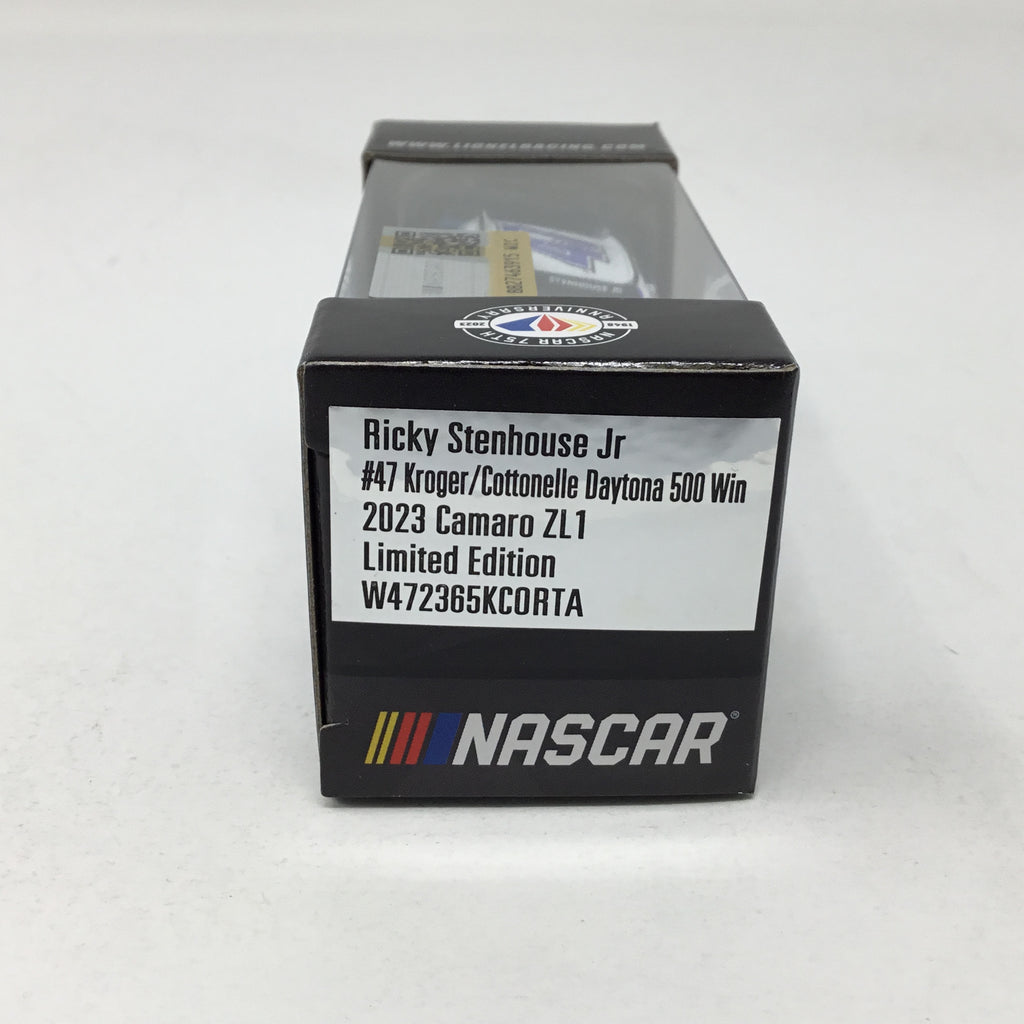 WWW.LIONELRACING.COM
NASCAR 75TH ANNIVERSARY
1948 2023
Ricky Stenhouse Jr
#47 Kroger/Cottonelle Daytona 500 Win
2023 Camaro ZL1
Limited Edition
W472365KCORTA
NASCAR®